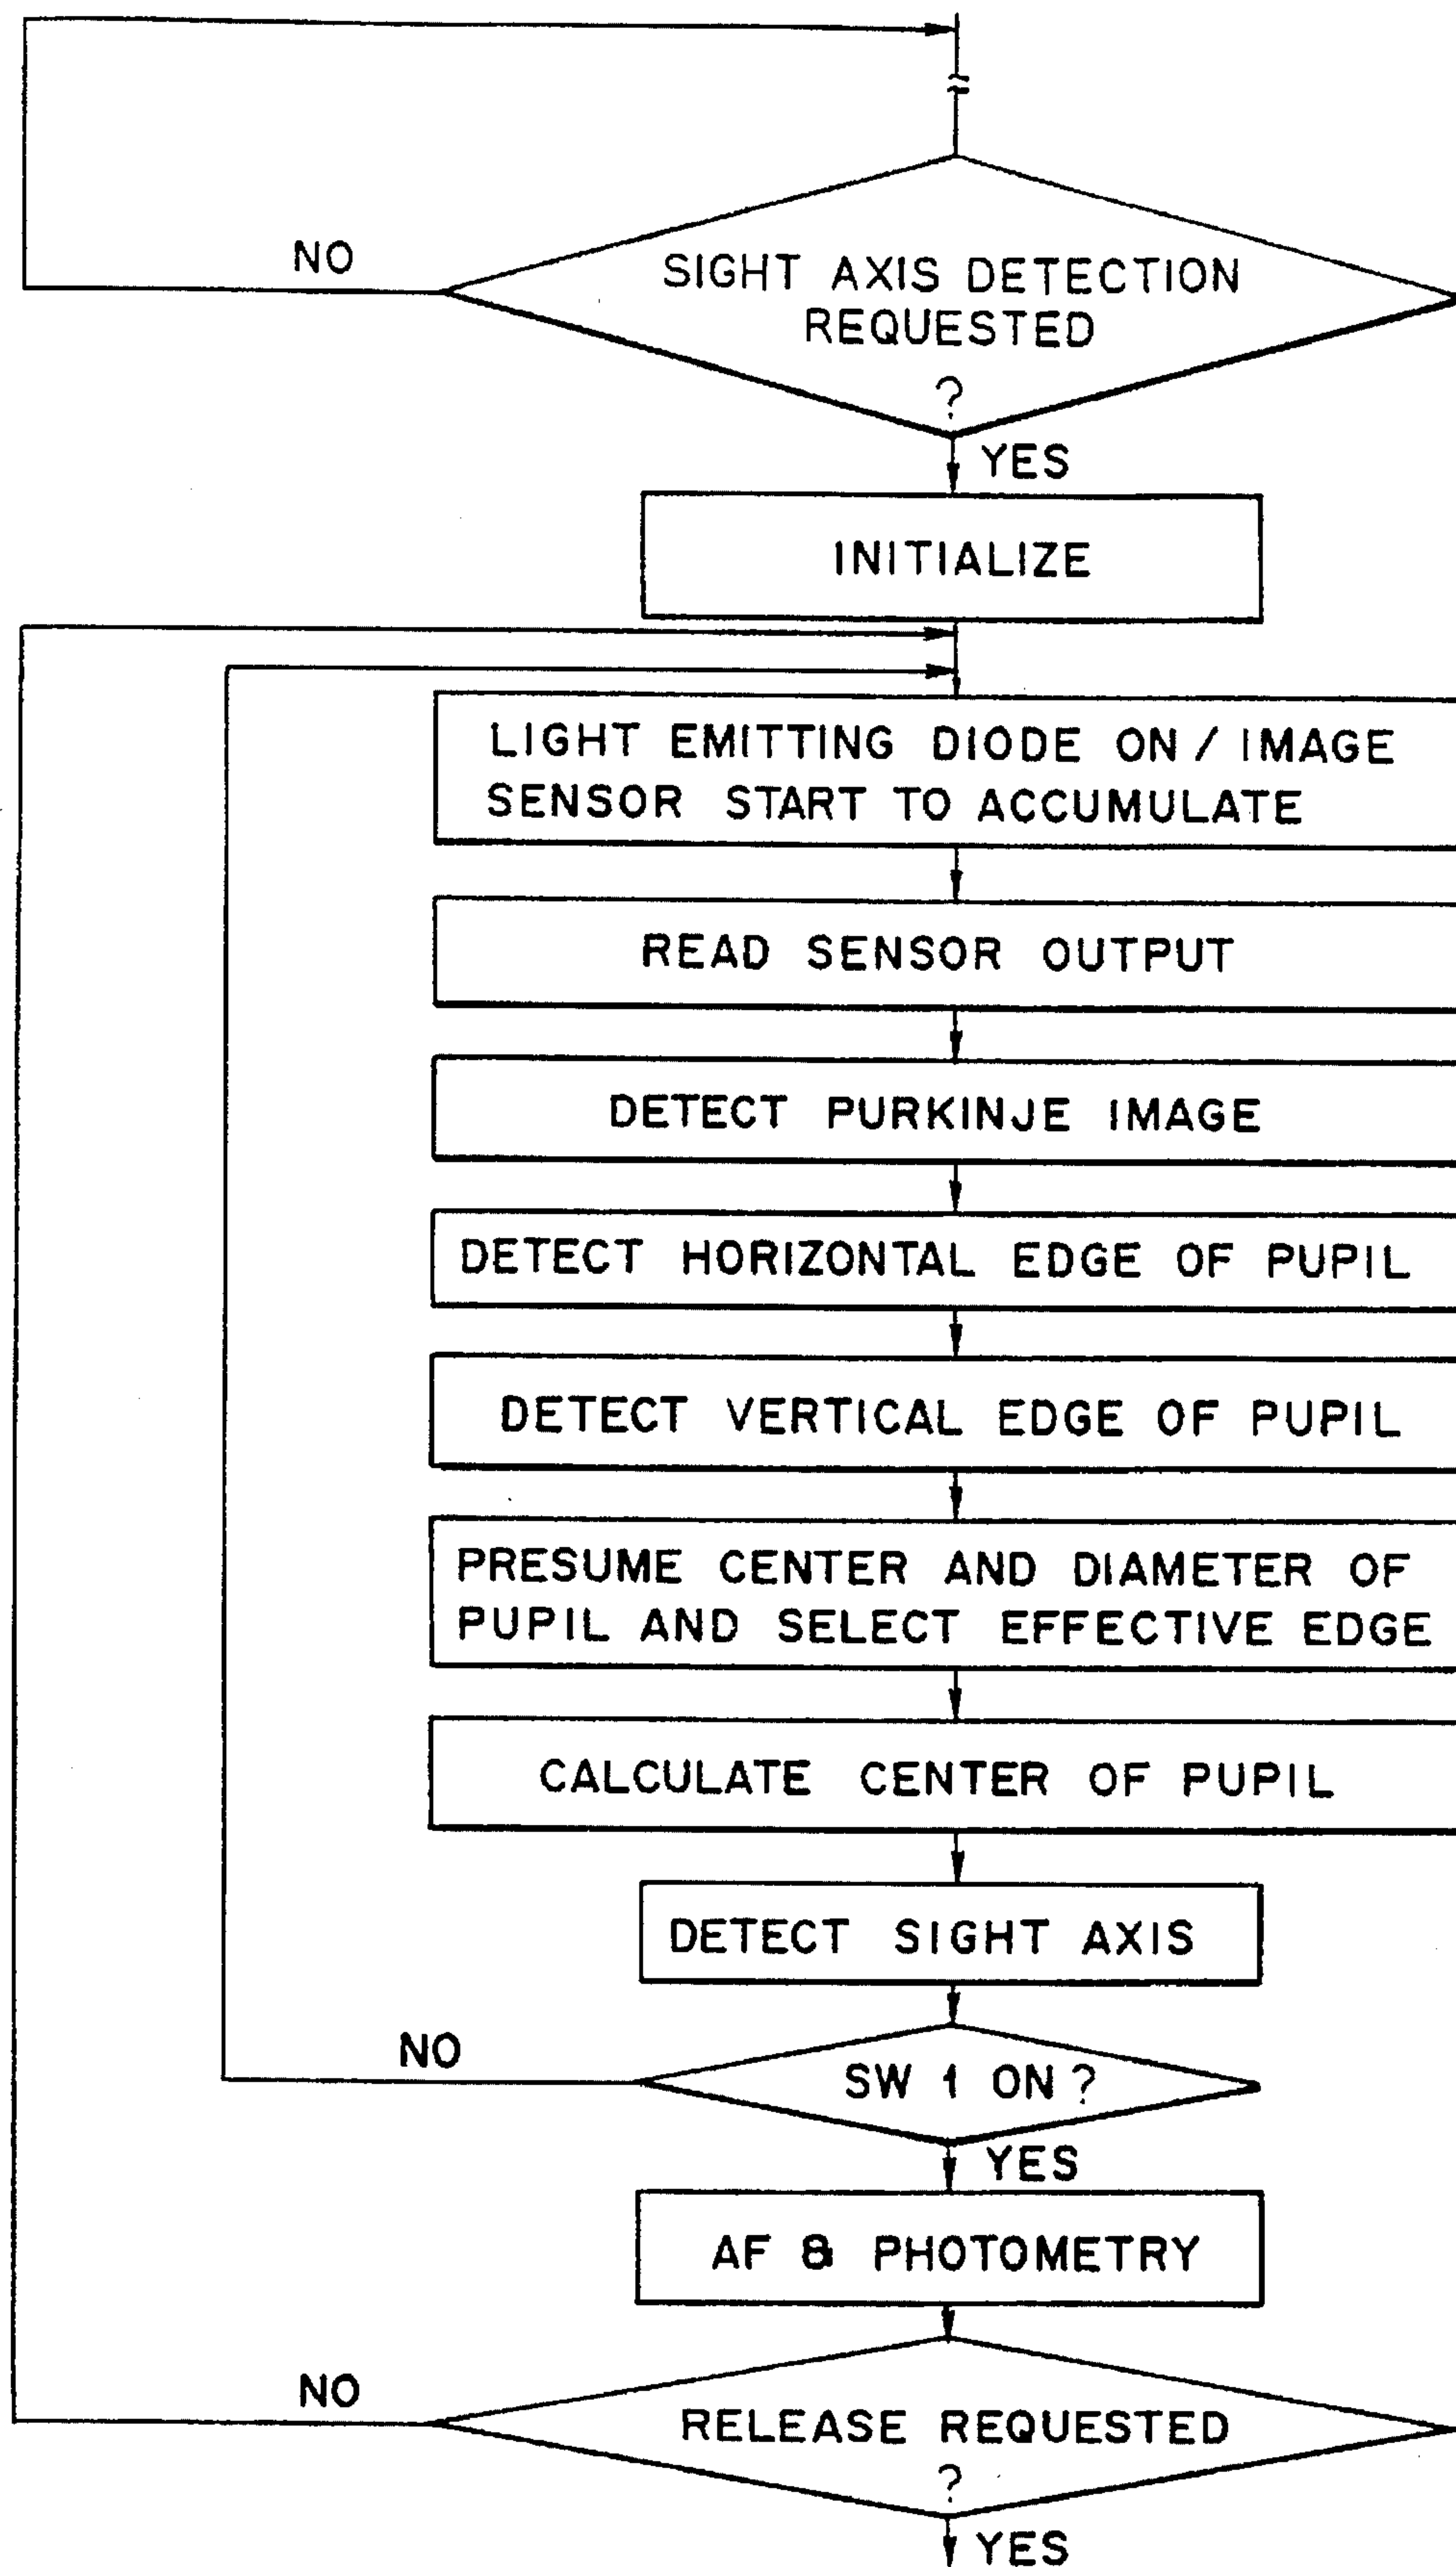 NO
SIGHT AXIS DETECTION
REQUESTED
?
YES
INITIALIZE
LIGHT EMITTING DIODE ON / IMAGE
SENSOR START TO ACCUMULATE
READ SENSOR OUTPUT
DETECT PURKINJE IMAGE
DETECT HORIZONTAL EDGE OF PUPIL
DETECT VERTICAL EDGE OF PUPIL
PRESUME CENTER AND DIAMETER OF
PUPIL AND SELECT EFFECTIVE EDGE
CALCULATE CENTER OF PUPIL
DETECT SIGHT AXIS
NO
SW 1 ON ?
YES
AF & PHOTOMETRY
NO
RELEASE REQUESTED
?
YES